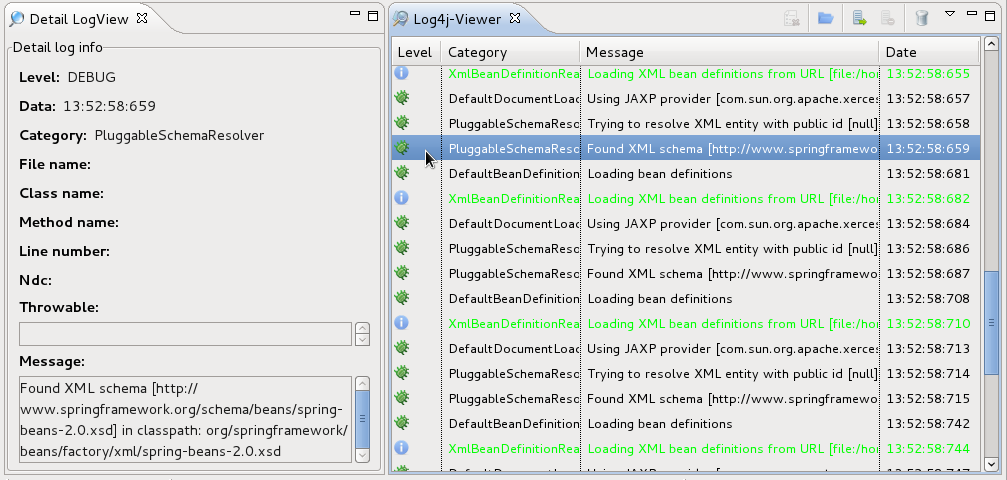 Detail LogView
Detail log info
Level: DEBUG
Data: 13:52:58:659
Category: PluggableSchemaResolver
File name:
Class name:
Method name:
Line number:
Ndc:
Throwable:
Message:
Found XML schema [http://
www.springframework.org/schema/beans/spring-
beans-2.0.xsd] in classpath: org/springframework/
beans/factory/xml/spring-beans-2.0.xsd
Log4j-Viewer
Level Category Message Date
XmlBeanDefinitionRea Loading XML bean definitions from URL [file:/ho 13:52:58:655
DefaultDocumentLoad Using JAXP provider [com.sun.org.apache.xerces 13:52:58:657
PluggableSchemaReso Trying to resolve XML entity with public id [null] 13:52:58:658
PluggableSchemaReso Found XML schema [http://www.springframewo 13:52:58:659
DefaultBeanDefinition Loading bean definitions 13:52:58:681
XmlBeanDefinitionRea Loading XML bean definitions from URL [file:/ho 13:52:58:682
DefaultDocumentLoad Using JAXP provider [com.sun.org.apache.xerces 13:52:58:684
PluggableSchemaReso Trying to resolve XML entity with public id [null] 13:52:58:686
PluggableSchemaReso Found XML schema [http://www.springframewo 13:52:58:687
DefaultBeanDefinition Loading bean definitions 13:52:58:708
XmlBeanDefinitionRea Loading XML bean definitions from URL [file:/ho 13:52:58:710
DefaultDocumentLoad Using JAXP provider [com.sun.org.apache.xerces 13:52:58:713
PluggableSchemaReso Trying to resolve XML entity with public id [null] 13:52:58:714
PluggableSchemaReso Found XML schema [http://www.springframewo 13:52:58:715
DefaultBeanDefinition Loading bean definitions 13:52:58:742
XmlBeanDefinitionRea Loading XML bean definitions from URL [file:/ho 13:52:58:744